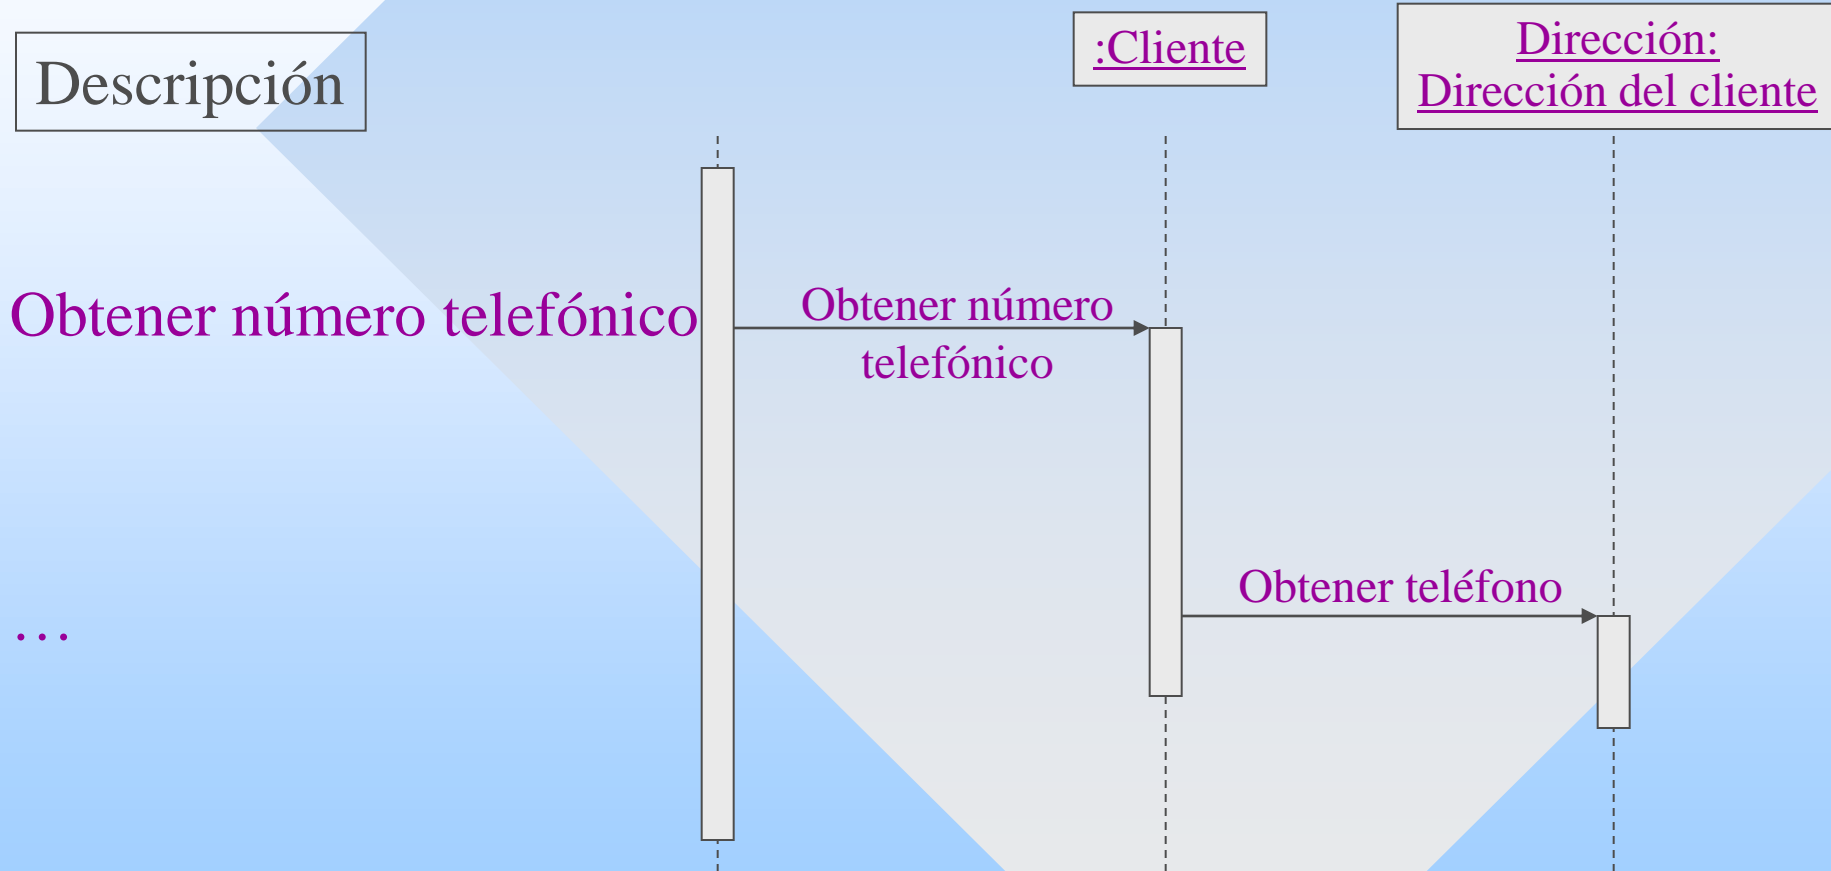 Descripción
:Cliente
Dirección:
Dirección del cliente
Obtener número telefónico
Obtener número
telefónico
Obtener teléfono
…